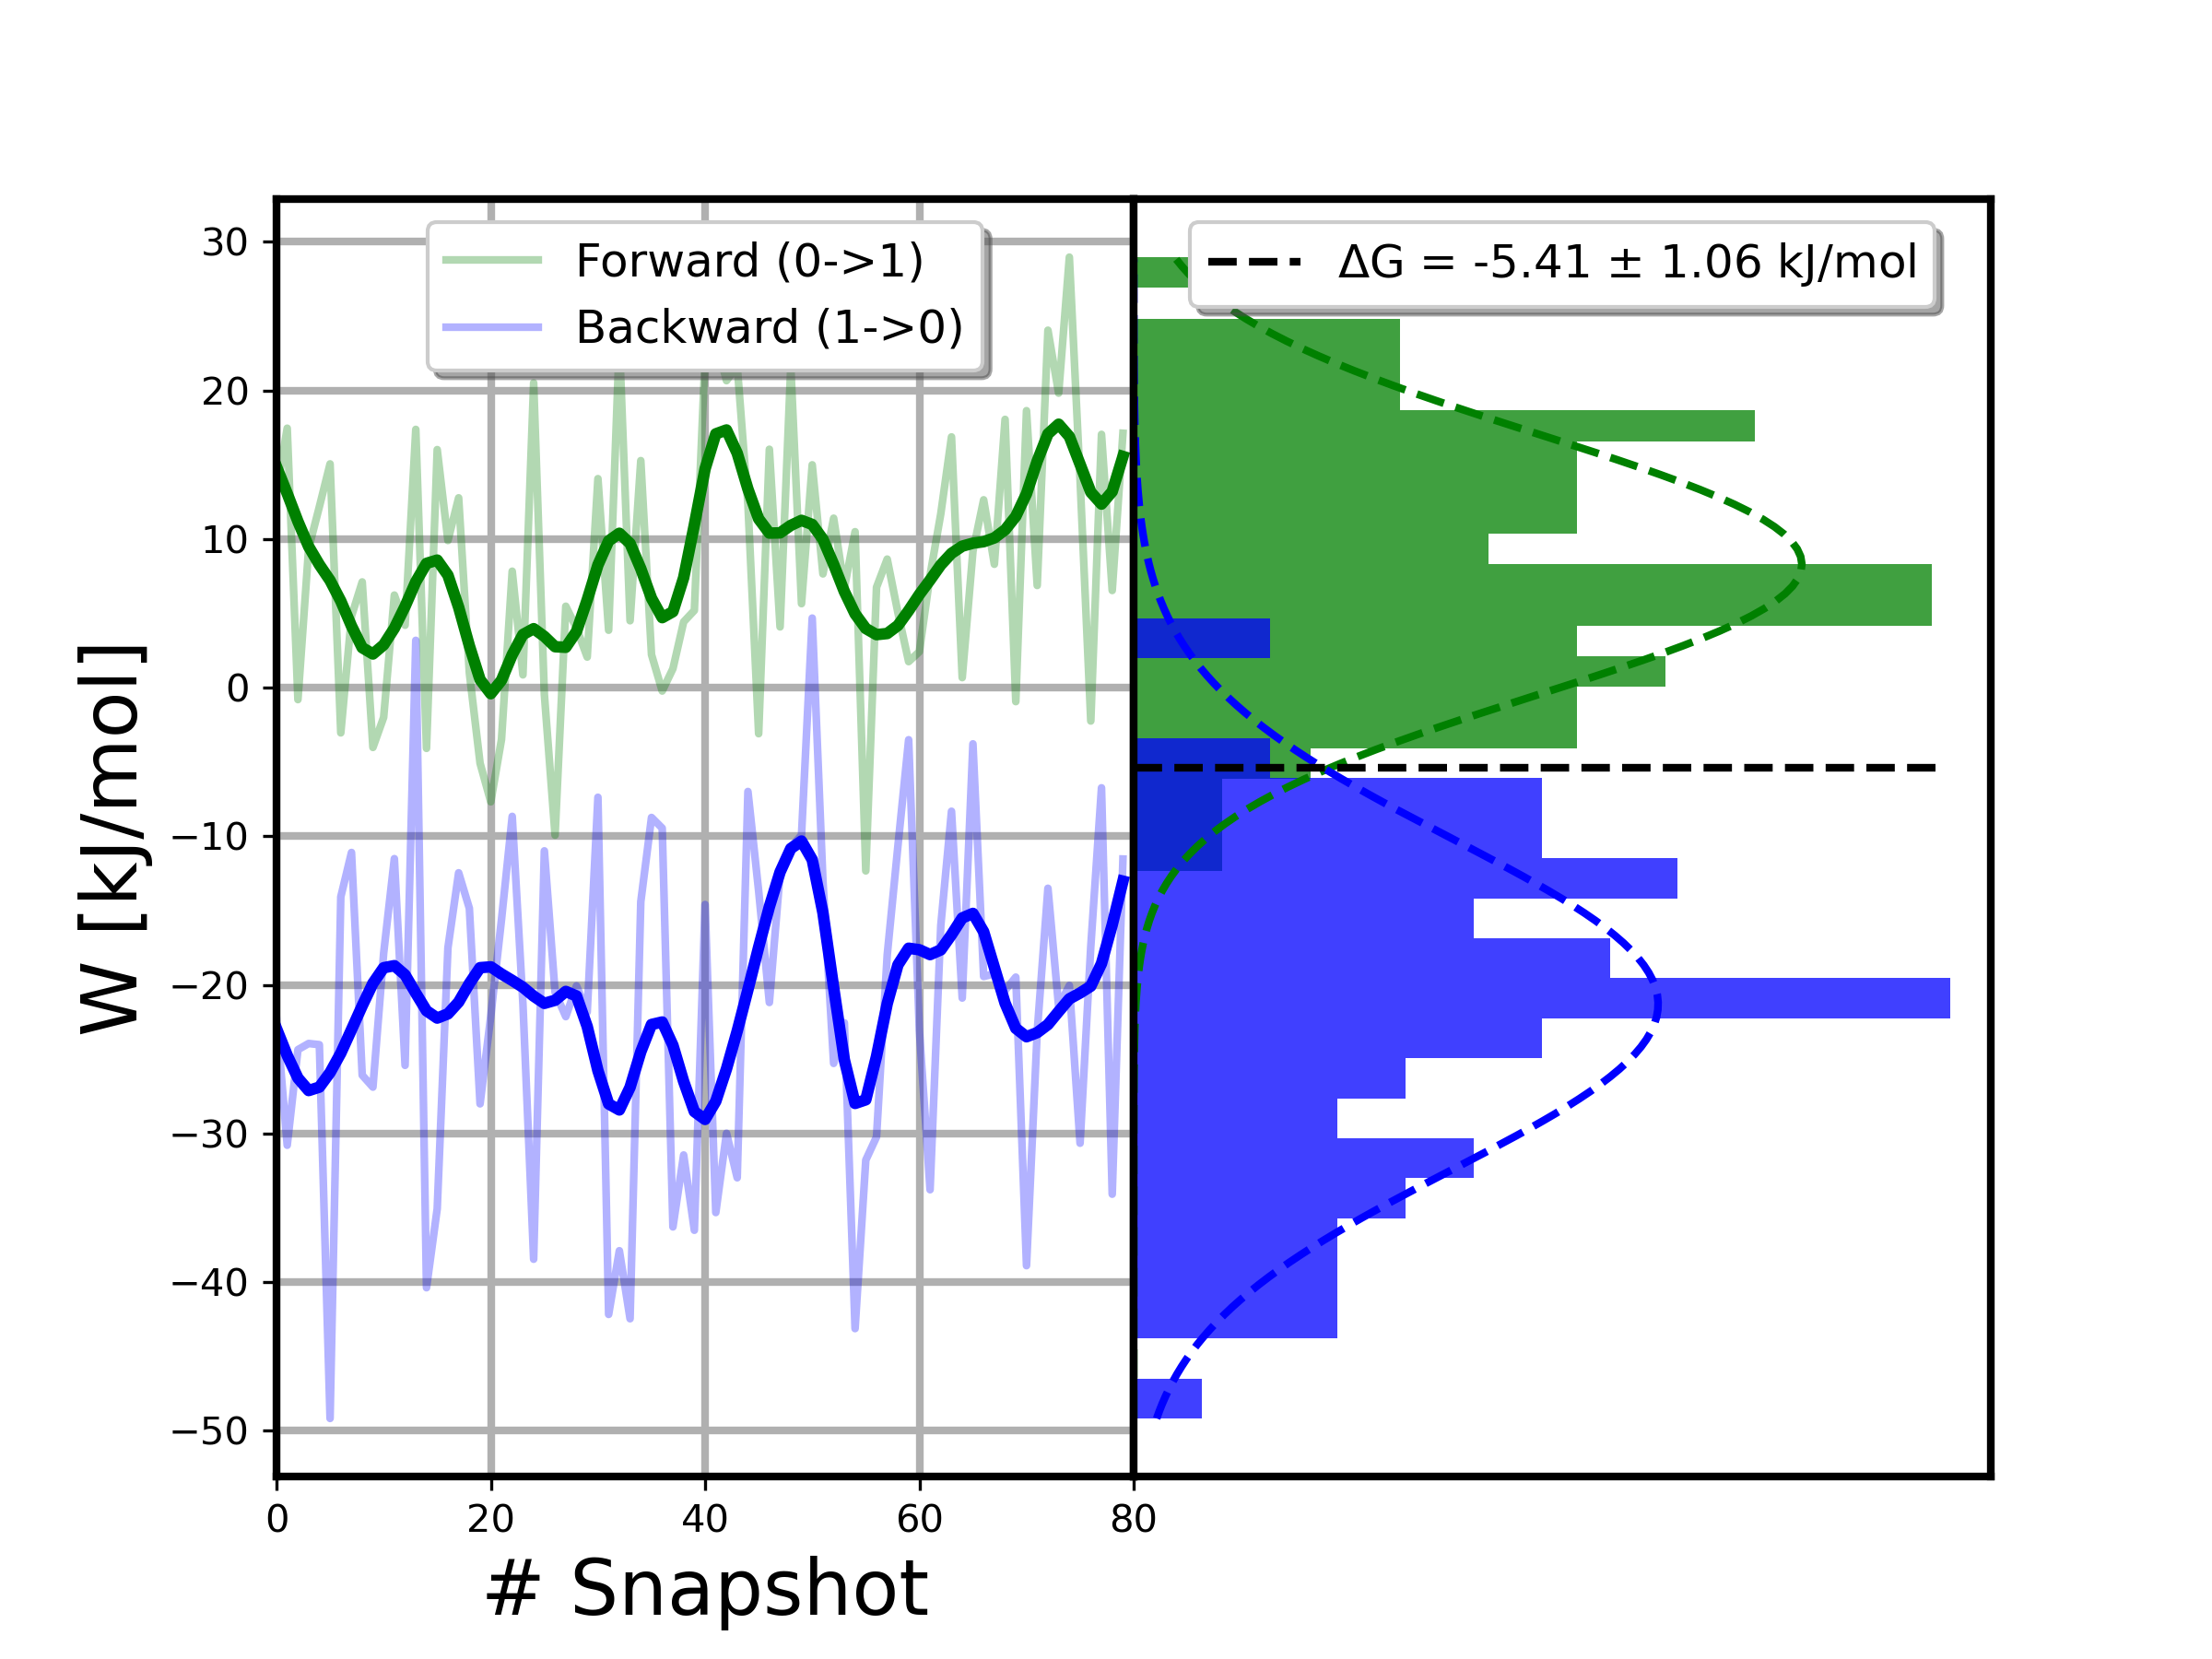 Forward (0->1)
Backward (1->0)
ΔG = -5.41 ± 1.06 kJ/mol
W [kJ/mol]
30
20
10
0
−10
−20
−30
−40
−50
0 20 40 60 80
# Snapshot